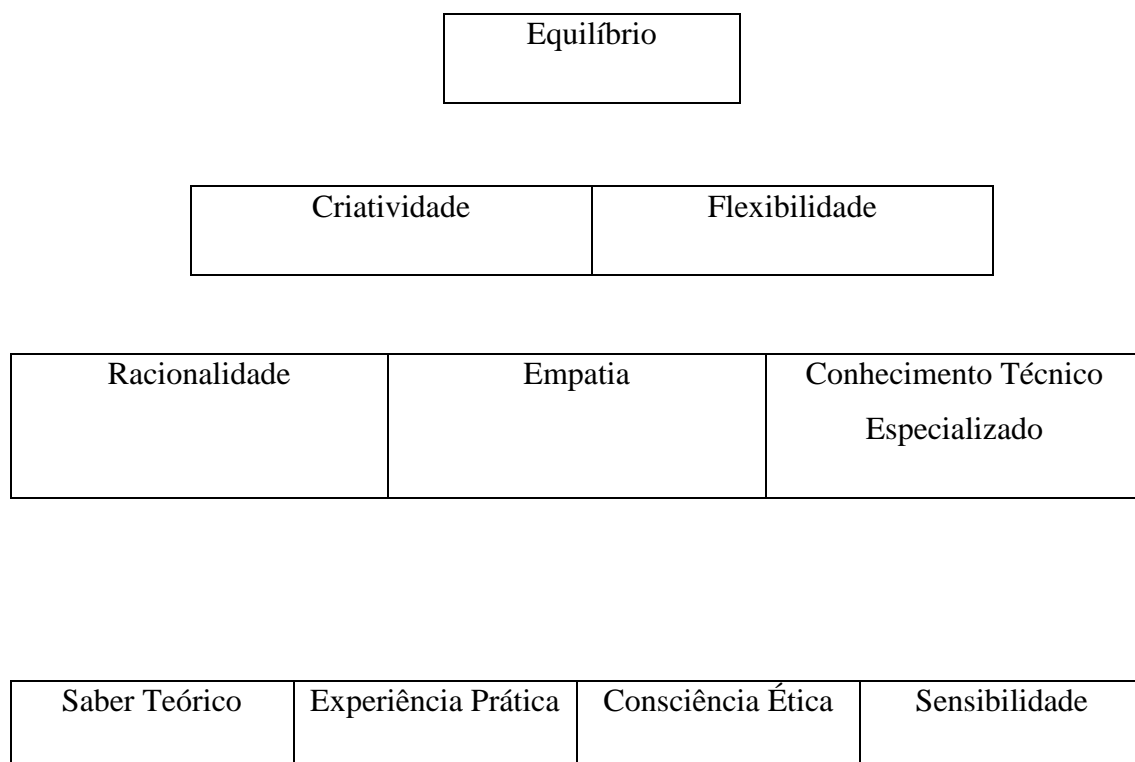 Equilíbrio
Criatividade Flexibilidade
Racionalidade Empatia Conhecimento Técnico
Especializado
Saber Teórico Experiência Prática Consciência Ética Sensibilidade